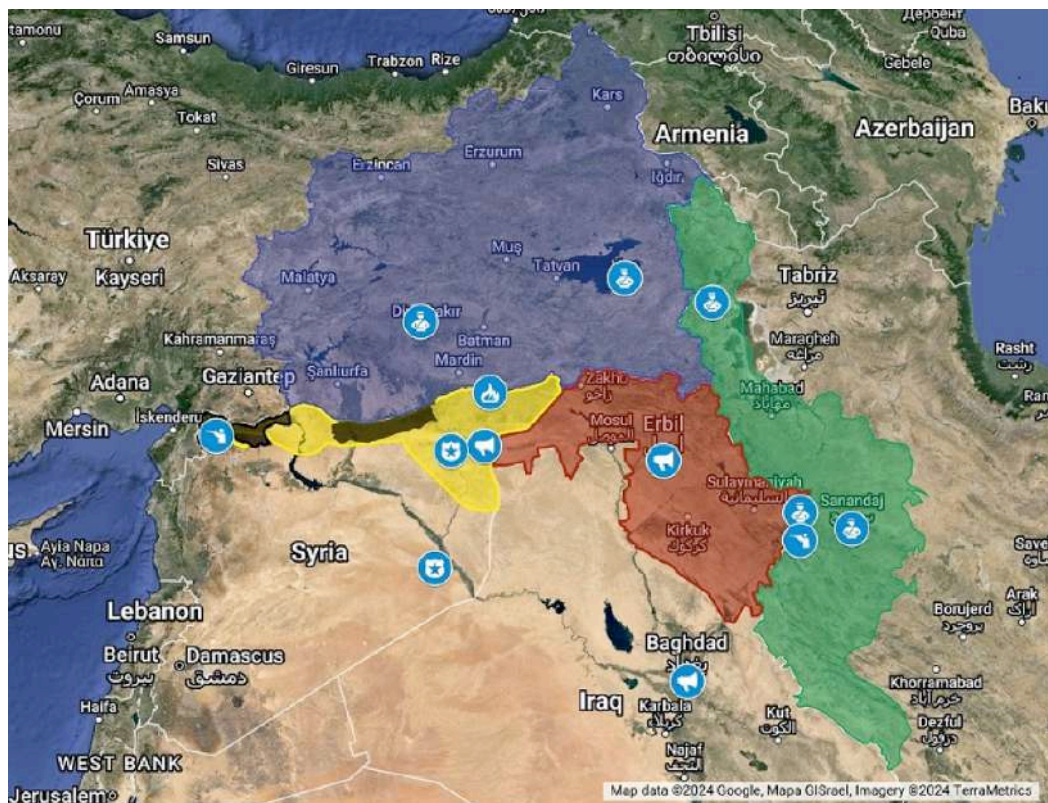 Tbilisi
თბილისი
Дербент
Quba
Samsun
Giresun
Trabzon
Rize
Gebele
Kars
Çorum
Amasya
Tokat
Armenia
Azerbaijan
Baku
Erzurum
Sivas
Erzincan
Iğdır
Türkiye
Muş
Tabriz
تبریز
Aksaray
Kayseri
Malatya
Tatvan
Batman
Maragheh
مراغه
Kahramanmaraş
Mardin
Rasht
رشت
Adana
Gaziantep
Şanlıurfa
Zakho
زاخو
Mahabad
مهاباد
Mersin
Mosul
الموصل
Erbil
Sulaymaniyah
السليمانية
Sanandaj
Kirkuk
كركوك
Ayia Napa
Αγ. Νάπα
Syria
Arak
اراک
Lebanon
Borujerd
بروجرد
Baghdad
بغداد
Beirut
بيروت
Damascus
دمشق
Iraq
Khorramabad
خرم آباد
Haifa
Karbala
كربلاء
Kut
الكوت
Dezful
دزفول
WEST BANK
Najaf
النجف
Jerusalem
Map data ©2024 Google, Mapa GISrael, Imagery ©2024 TerraMetrics